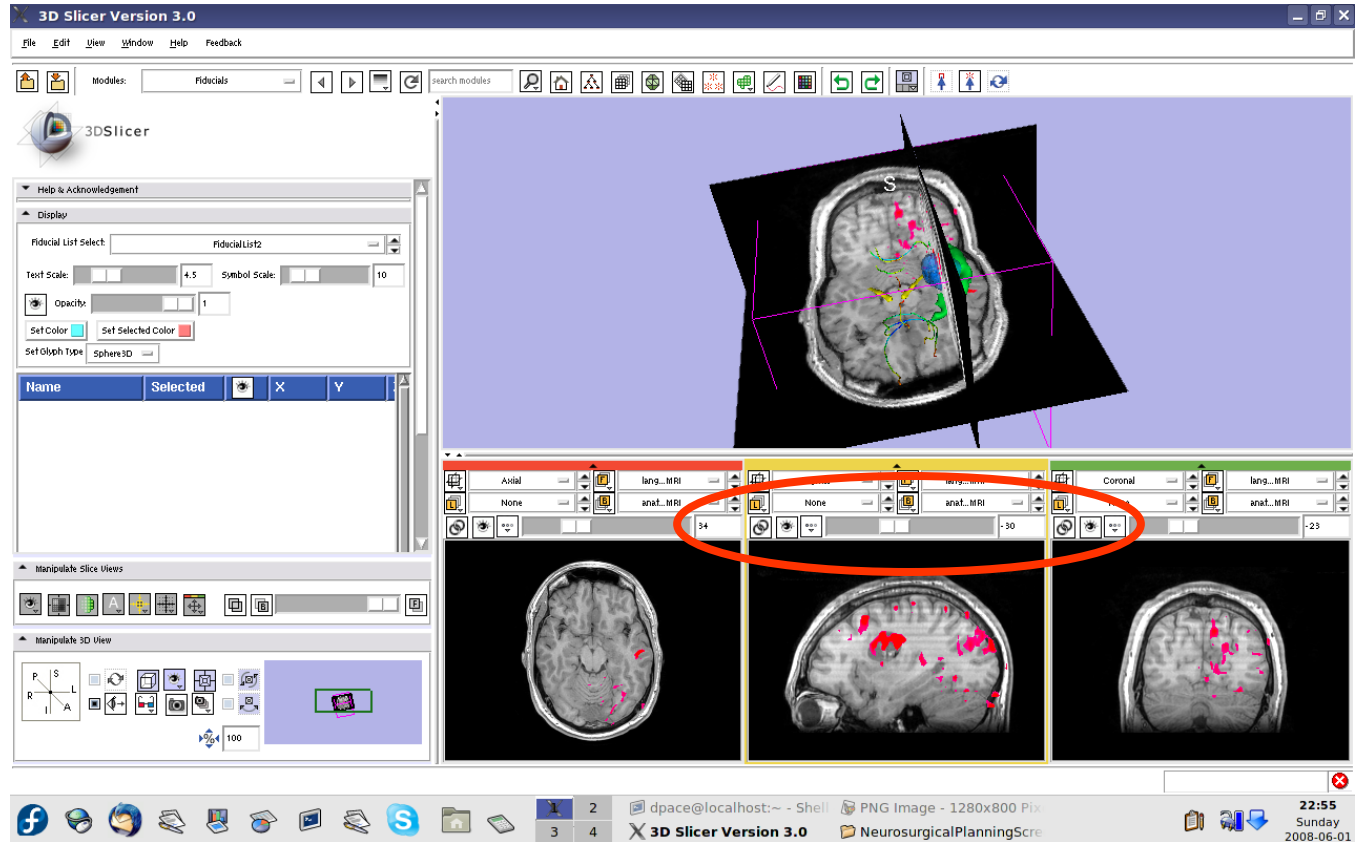 3D Slicer Version 3.0
File Edit View Window Help Feedback
Modules: Fiducials search modules
3DSlicer
Help & Acknowledgement
Display
Fiducial List Select: FiducialList2
Text Scale: 4.5 Symbol Scale: 10
Opacity: 1
Set Color Set Selected Color
Set Glyph Type Sphere3D
Name Selected X Y
S
Axial F lang...MRI
L None B anat...MRI
34
F lang...MRI
L None B anat...MRI
-30
Coronal lang...MRI
L B anat...MRI
-23
Manipulate Slice Views
A B F
Manipulate 3D View
P S
R L
I A
100
1 2 dpace@localhost:~ - Shell PNG Image - 1280x800 Pix
3 4 3D Slicer Version 3.0 NeurosurgicalPlanningScre
22:55
Sunday
2008-06-01